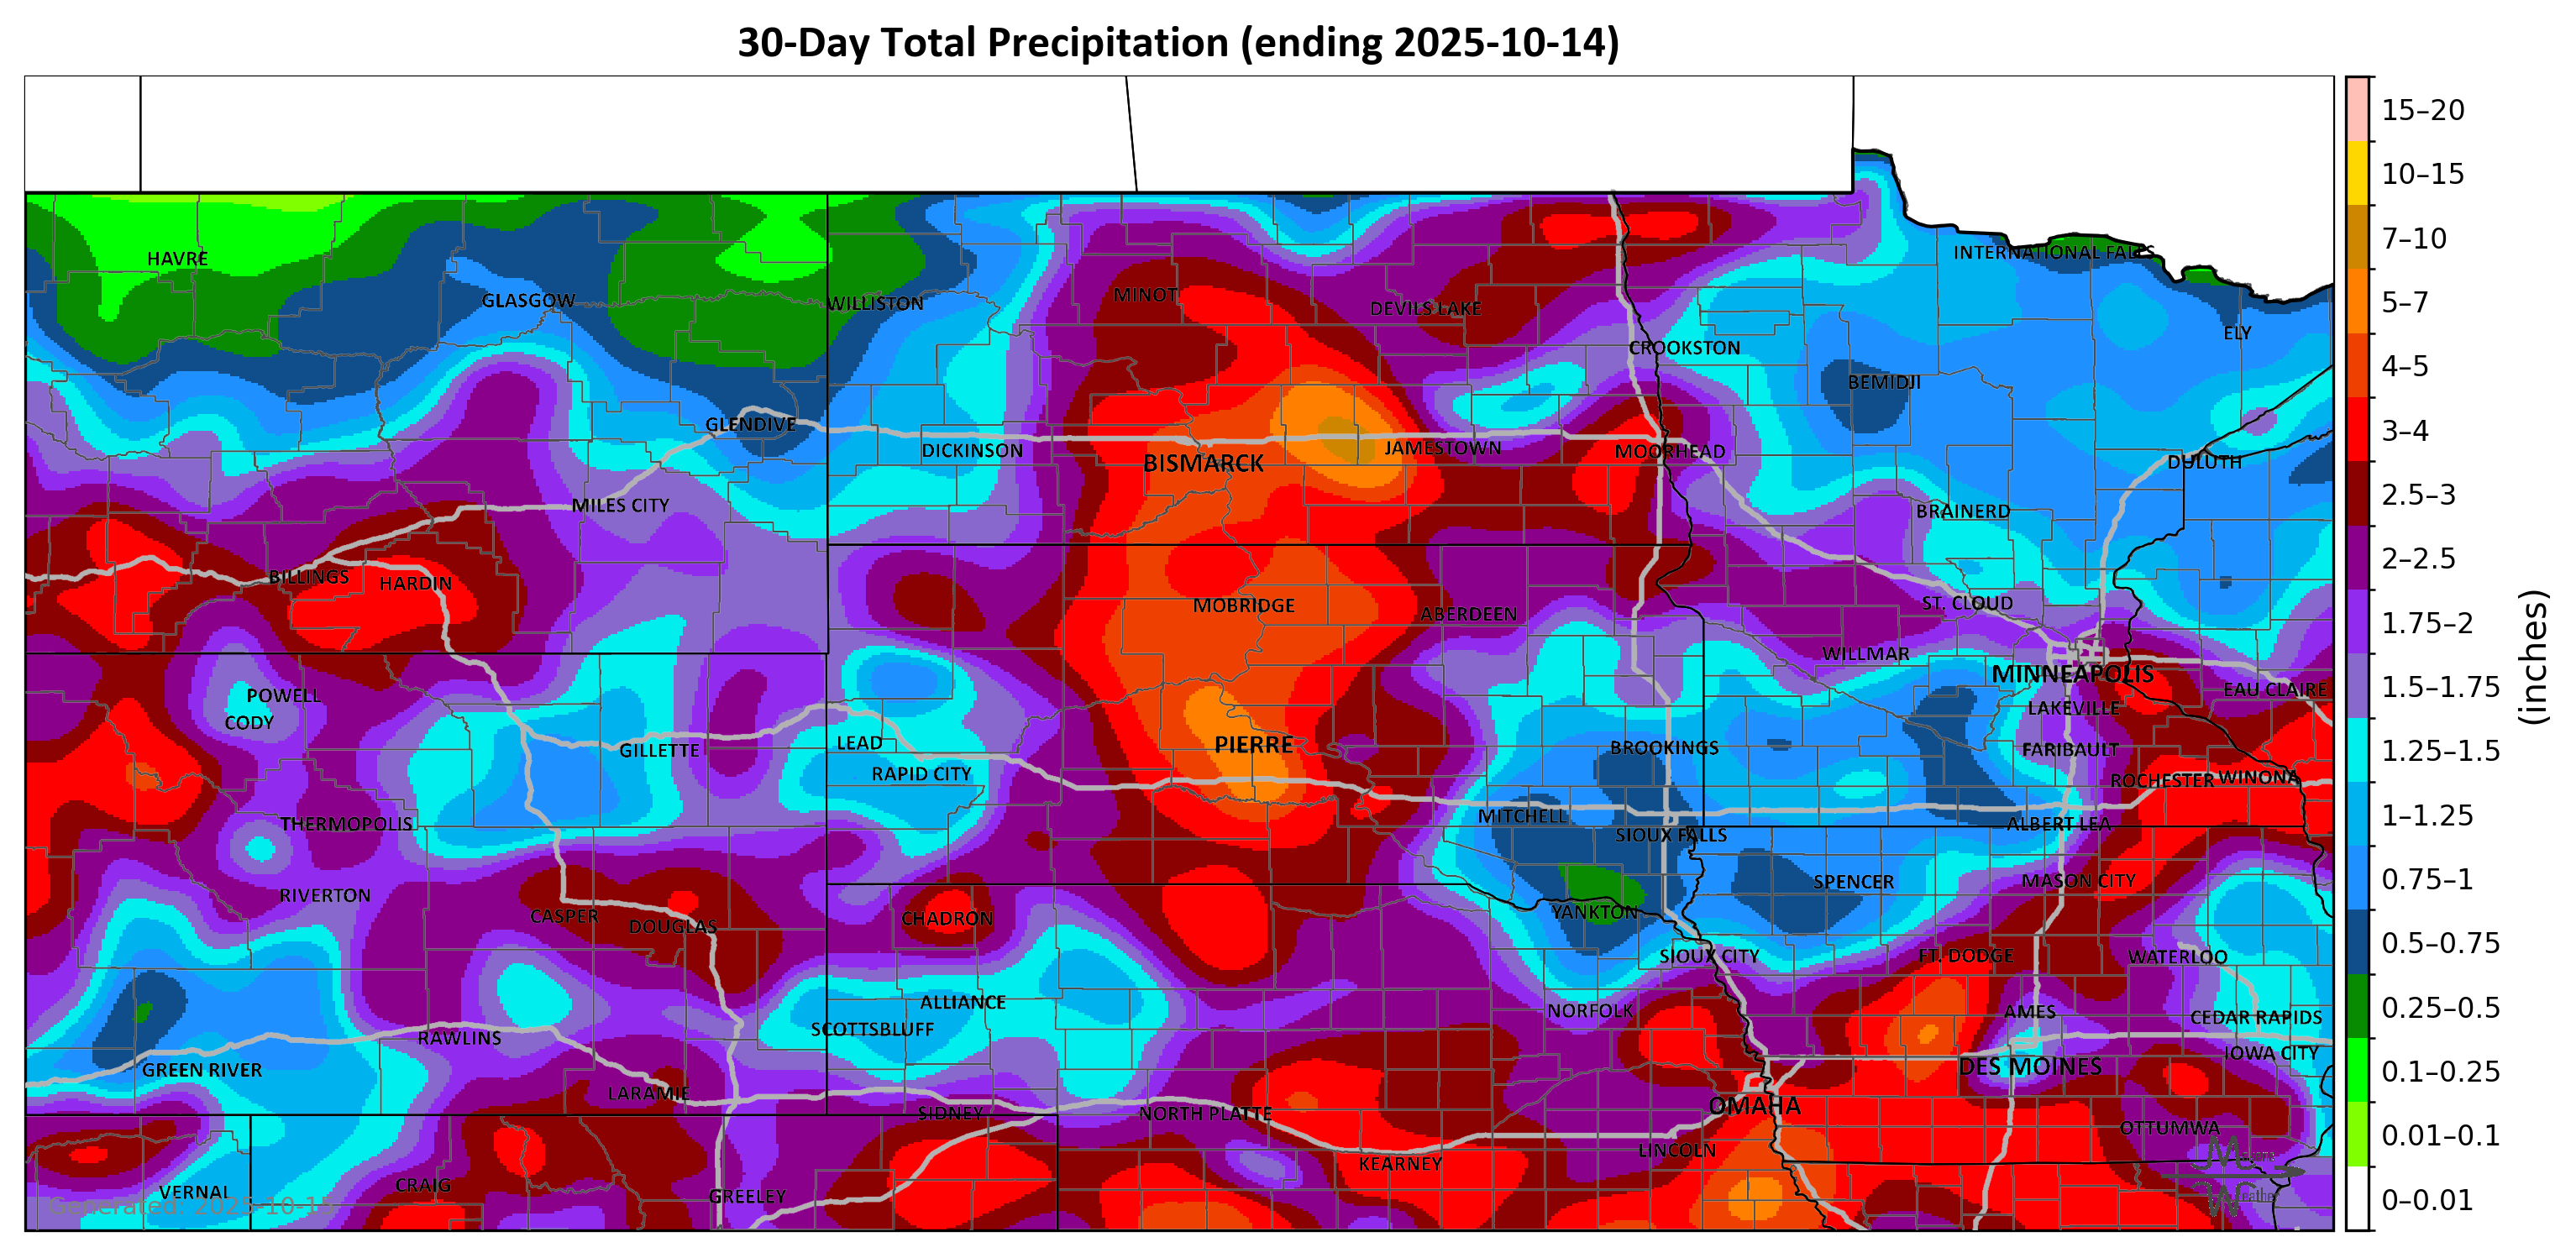 30-Day Total Precipitation (ending 2025-10-14)
15–20
10–15
7–10
5–7
4–5
3–4
2.5–3
2–2.5
1.75–2
1.5–1.75
1.25–1.5
1–1.25
0.75–1
0.5–0.75
0.25–0.5
0.1–0.25
0.01–0.1
0–0.01
(inches)
HAVRE
INTERNATIONAL FALLS
GLASGOW
WILLISTON
MINOT
DEVILS LAKE
ELY
CROOKSTON
BEMIDJI
GLENDIVE
DICKINSON
BISMARCK
JAMESTOWN
MOORHEAD
DULUTH
MILES CITY
BRAINERD
BILLINGS
HARDIN
MOBRIDGE
ABERDEEN
ST. CLOUD
WILLMAR
MINNEAPOLIS
POWELL
EAU CLAIRE
CODY
LAKEVILLE
GILLETTE
LEAD
PIERRE
BROOKINGS
FARIBAULT
RAPID CITY
ROCHESTER
WINONA
THERMOPOLIS
MITCHELL
SIOUX FALLS
ALBERT LEA
RIVERTON
SPENCER
MASON CITY
CASPER
DOUGLAS
CHADRON
YANKTON
SIOUX CITY
FT. DODGE
WATERLOO
ALLIANCE
NORFOLK
AMES
CEDAR RAPIDS
SCOTTSBLUFF
RAWLINS
IOWA CITY
GREEN RIVER
DES MOINES
LARAMIE
SIDNEY
NORTH PLATTE
OMAHA
OTTUMWA
LINCOLN
KEARNEY
VERNAL
CRAIG
GREELEY
Generated: 2025-10-15
Weather